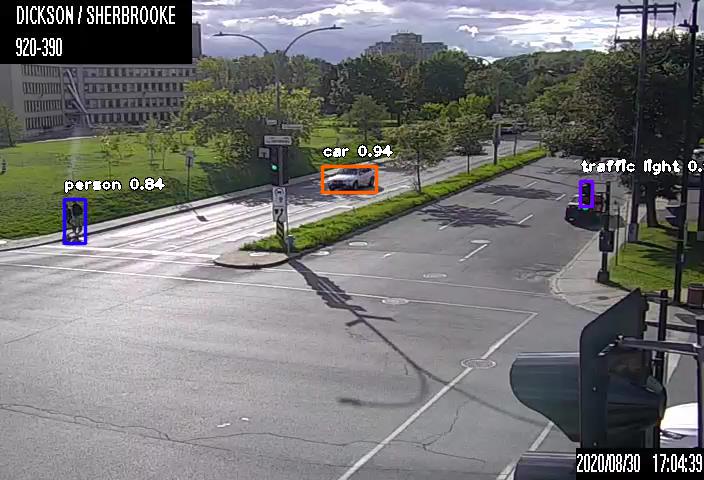 DICKSON / SHERBROOKE
920-390
car 0.94
traffic light 0.
person 0.84
2020/08/30 17:04:39